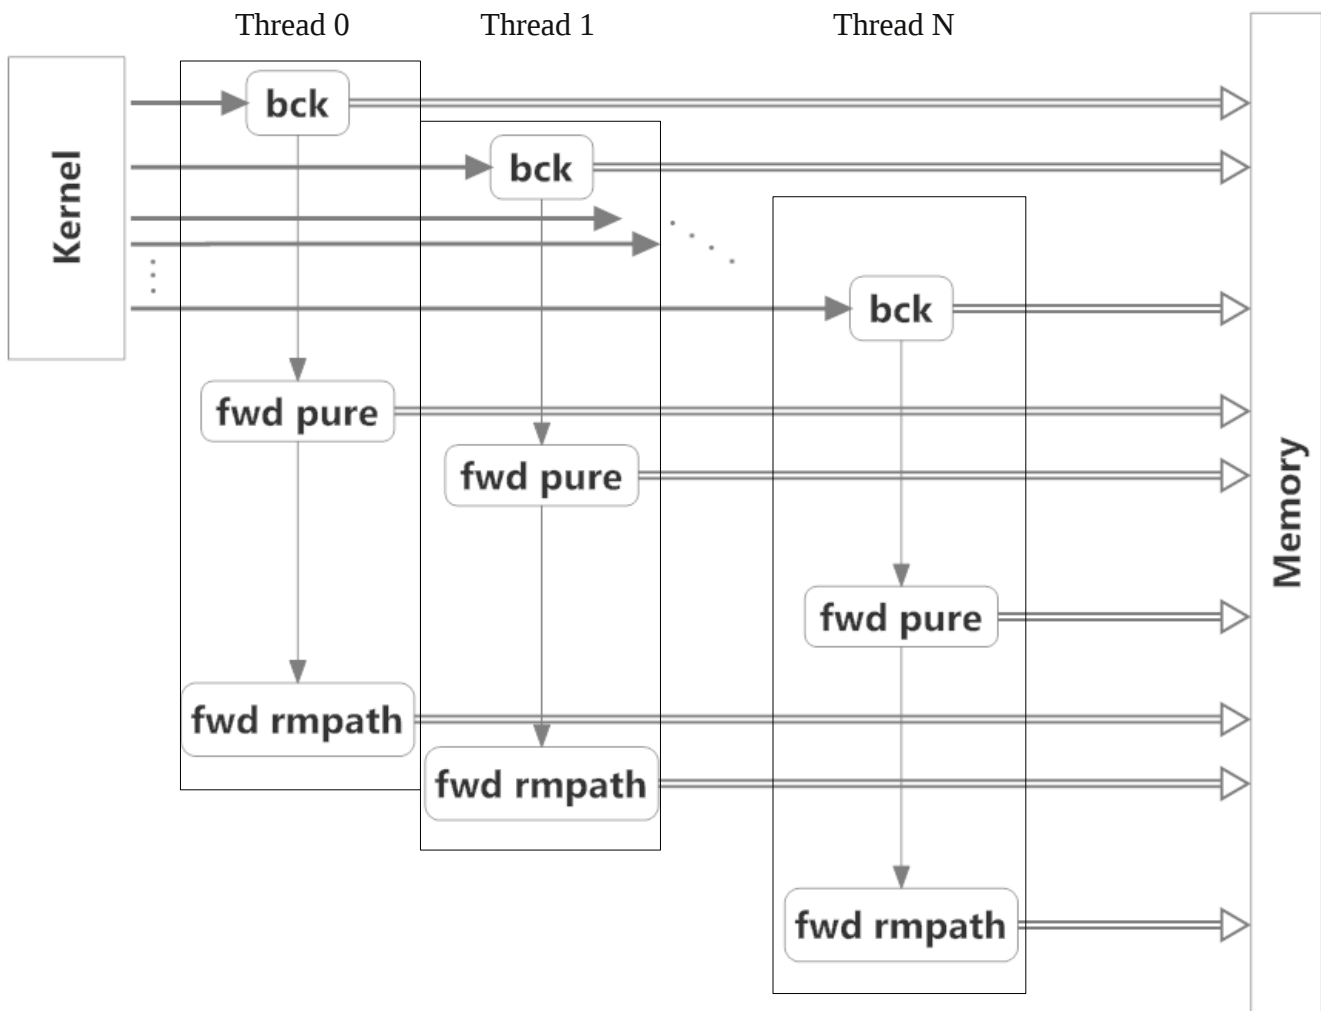 Thread 0
Thread 1
Thread N
Kernel
bck
bck
bck
fwd pure
fwd pure
fwd pure
fwd rmpath
fwd rmpath
fwd rmpath
Memory